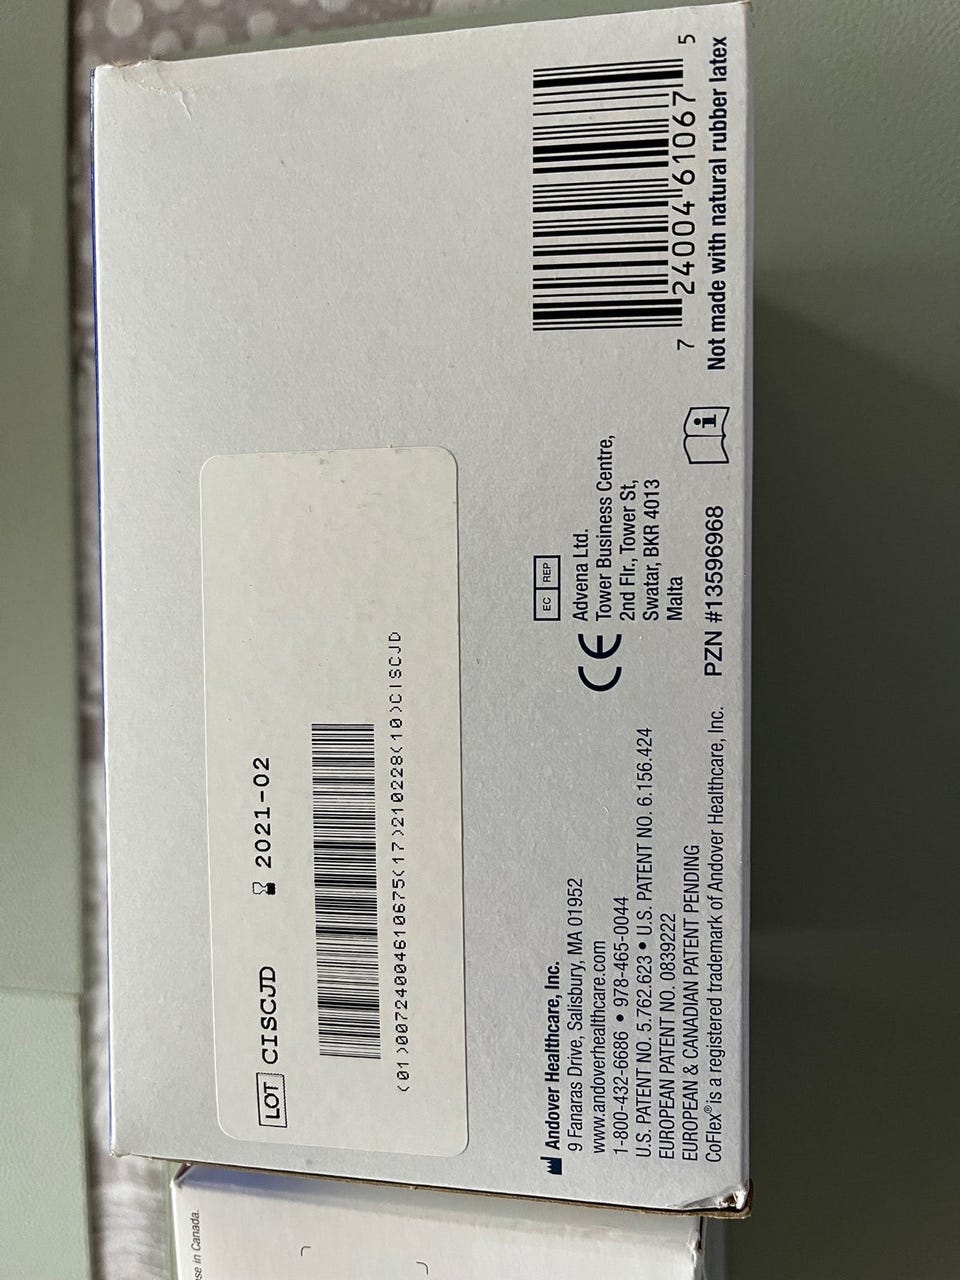 LOT CISCJD 2021-02
(01)00724004610675(17)210228(10)CISCJD
Andover Healthcare, Inc.
9 Fanaras Drive, Salisbury, MA 01952
www.andoverhealthcare.com
1-800-432-6686 • 978-465-0044
U.S. PATENT NO. 5.762.623 • U.S. PATENT NO. 6.156.424
EUROPEAN PATENT NO. 0839222
EUROPEAN & CANADIAN PATENT PENDING
CoFlex® is a registered trademark of Andover Healthcare, Inc.
CE
EC REP
Advena Ltd.
Tower Business Centre,
2nd Flr., Tower St,
Swatar, BKR 4013
Malta
PZN #13596968
7 24004 61067 5
Not made with natural rubber latex
se in Canada.